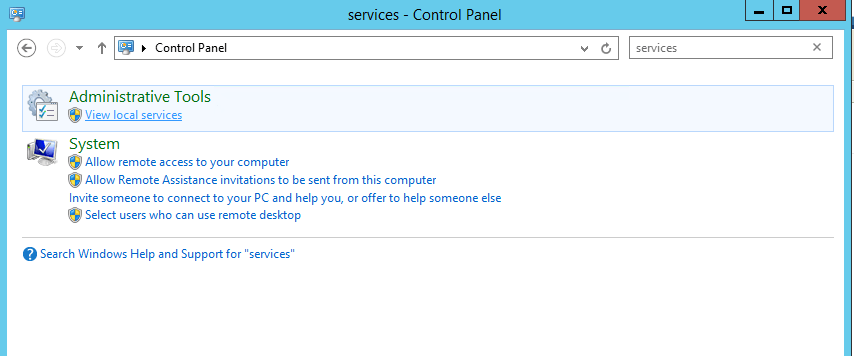 services - Control Panel
Control Panel
services
Administrative Tools
View local services
System
Allow remote access to your computer
Allow Remote Assistance invitations to be sent from this computer
Invite someone to connect to your PC and help you, or offer to help someone else
Select users who can use remote desktop
Search Windows Help and Support for "services"